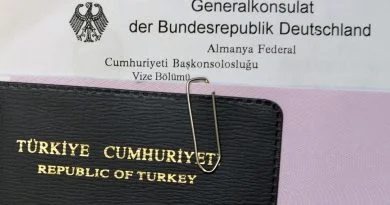 Generalkonsulat
der Bundesrepublik Deutschland
Almanya Federal
Cumhuriyeti Başkonsolosluğu
Vize Bölümü
TÜRKİYE CUMHURİYETİ
REPUBLIC OF TURKEY